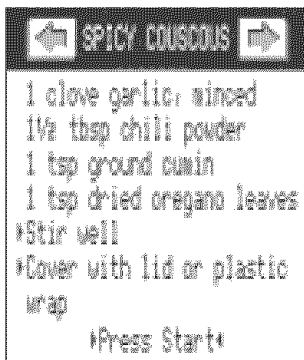 SPICY COUSCOUS
1 clove garlic, minced
1½ tbsp chili powder
1 tsp ground cumin
1 tsp dried oregano leaves
Stir well
Cover with lid or plastic
wrap
Press Start